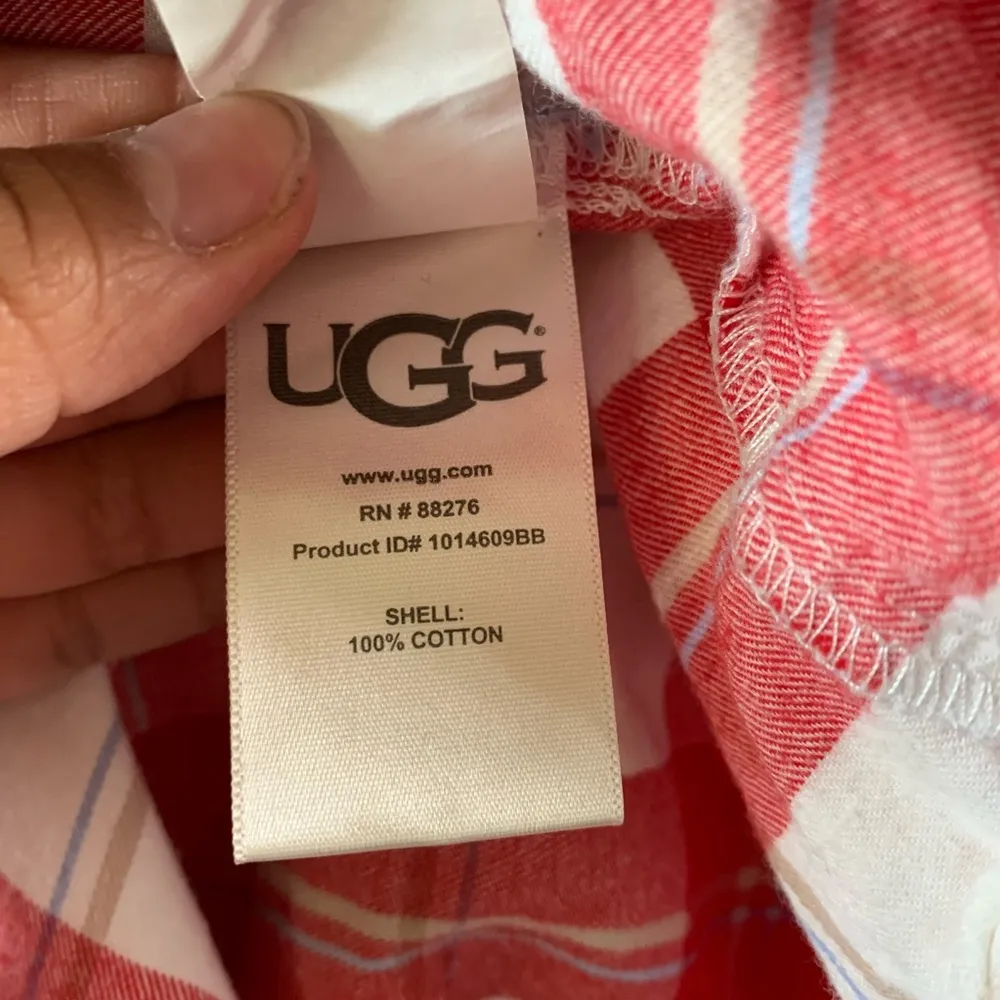 UGG®
www.ugg.com
RN # 88276
Product ID# 1014609BB
SHELL:
100% COTTON